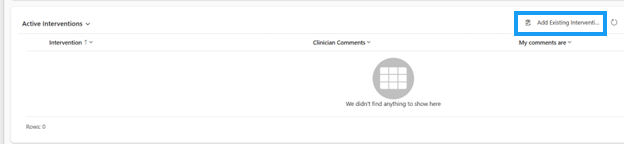 Active Interventions
Add Existing Interventi...
Intervention ↑
Clinician Comments
My comments are
We didn't find anything to show here
Rows: 0